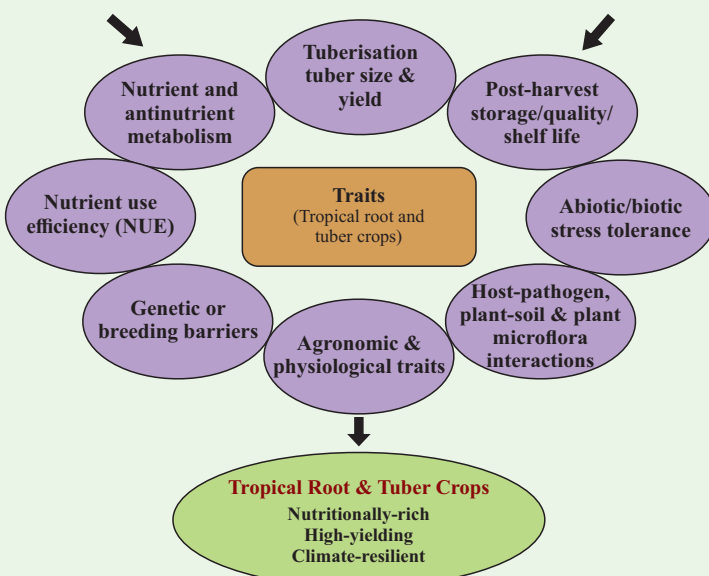 Tuberisation
tuber size &
yield
Nutrient and
antinutrient
metabolism
Post-harvest
storage/quality/
shelf life
Nutrient use
efficiency (NUE)
Traits
(Tropical root and
tuber crops)
Abiotic/biotic
stress tolerance
Genetic or
breeding barriers
Host-pathogen,
plant-soil & plant
microflora
interactions
Agronomic &
physiological traits
Tropical Root & Tuber Crops
Nutritionally-rich
High-yielding
Climate-resilient